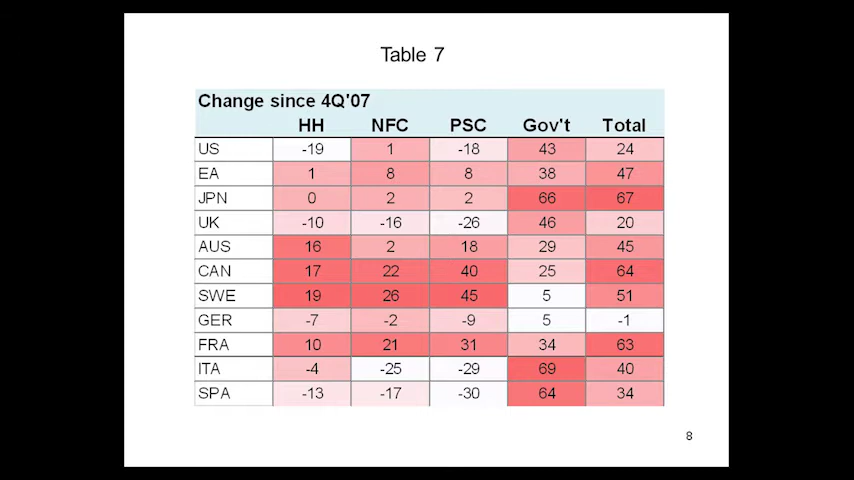 Table 7
Change since 4Q'07
HH NFC PSC Gov't Total
US -19 1 -18 43 24
EA 1 8 8 38 47
JPN 0 2 2 66 67
UK -10 -16 -26 46 20
AUS 16 2 18 29 45
CAN 17 22 40 25 64
SWE 19 26 45 5 51
GER -7 -2 -9 5 -1
FRA 10 21 31 34 63
ITA -4 -25 -29 69 40
SPA -13 -17 -30 64 34
8